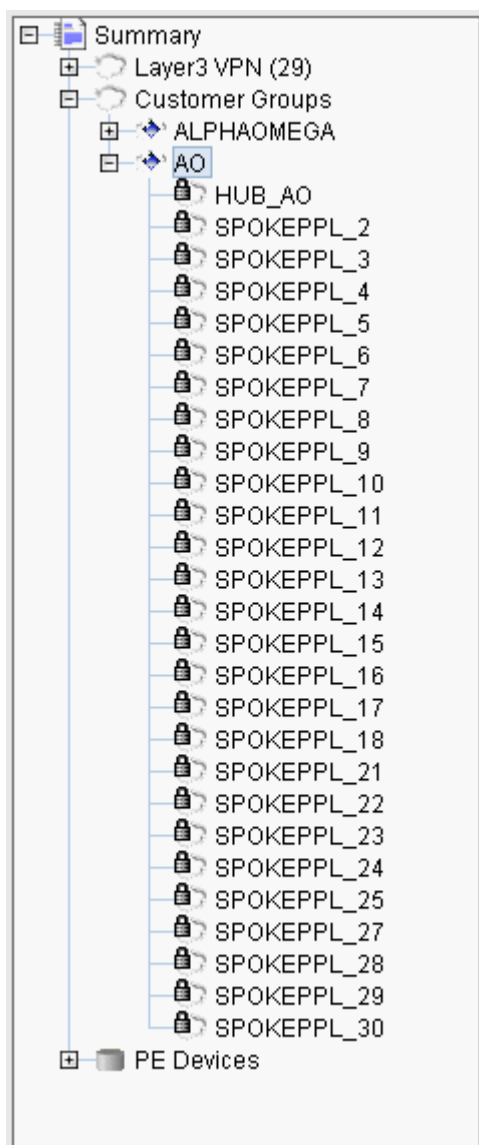 Summary
Layer3 VPN (29)
Customer Groups
ALPHAOMEGA
AO
HUB_AO
SPOKEPPL_2
SPOKEPPL_3
SPOKEPPL_4
SPOKEPPL_5
SPOKEPPL_6
SPOKEPPL_7
SPOKEPPL_8
SPOKEPPL_9
SPOKEPPL_10
SPOKEPPL_11
SPOKEPPL_12
SPOKEPPL_13
SPOKEPPL_14
SPOKEPPL_15
SPOKEPPL_16
SPOKEPPL_17
SPOKEPPL_18
SPOKEPPL_21
SPOKEPPL_22
SPOKEPPL_23
SPOKEPPL_24
SPOKEPPL_25
SPOKEPPL_27
SPOKEPPL_28
SPOKEPPL_29
SPOKEPPL_30
PE Devices